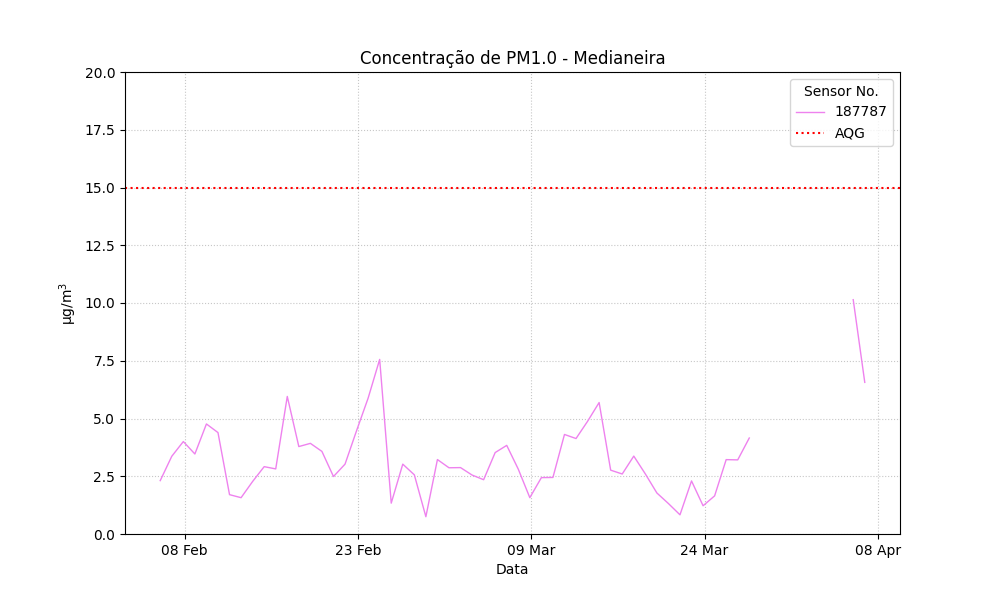 Concentração de PM1.0 - Medianeira
20.0
17.5
15.0
12.5
10.0
7.5
5.0
2.5
0.0
µg/m³
Sensor No.
187787
AQG
08 Feb
23 Feb
09 Mar
24 Mar
08 Apr
Data